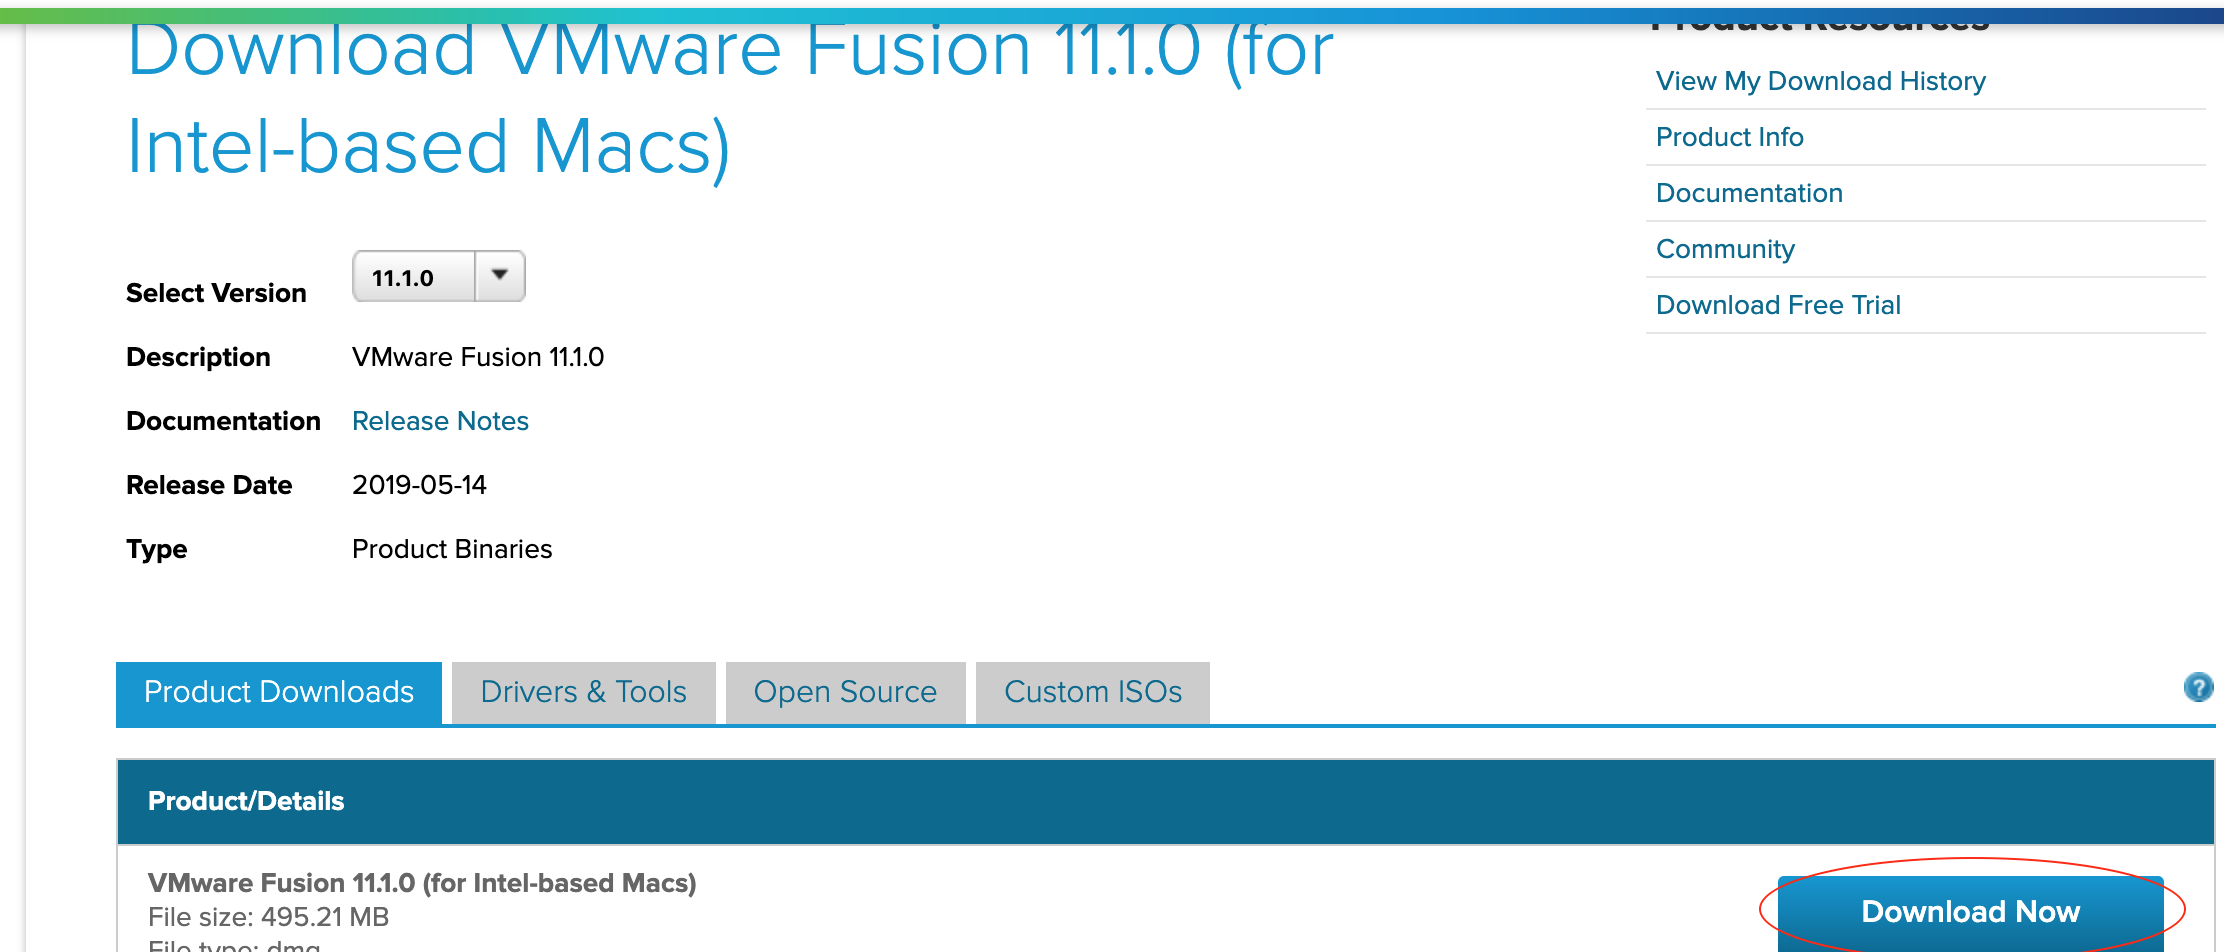 Download VMware Fusion 11.1.0 (for
Intel-based Macs)
Product Resources
View My Download History
Product Info
Documentation
Community
Download Free Trial
Select Version 11.1.0
Description VMware Fusion 11.1.0
Documentation Release Notes
Release Date 2019-05-14
Type Product Binaries
Product Downloads Drivers & Tools Open Source Custom ISOs ?
Product/Details
VMware Fusion 11.1.0 (for Intel-based Macs)
File size: 495.21 MB
File type: dmg
Download Now